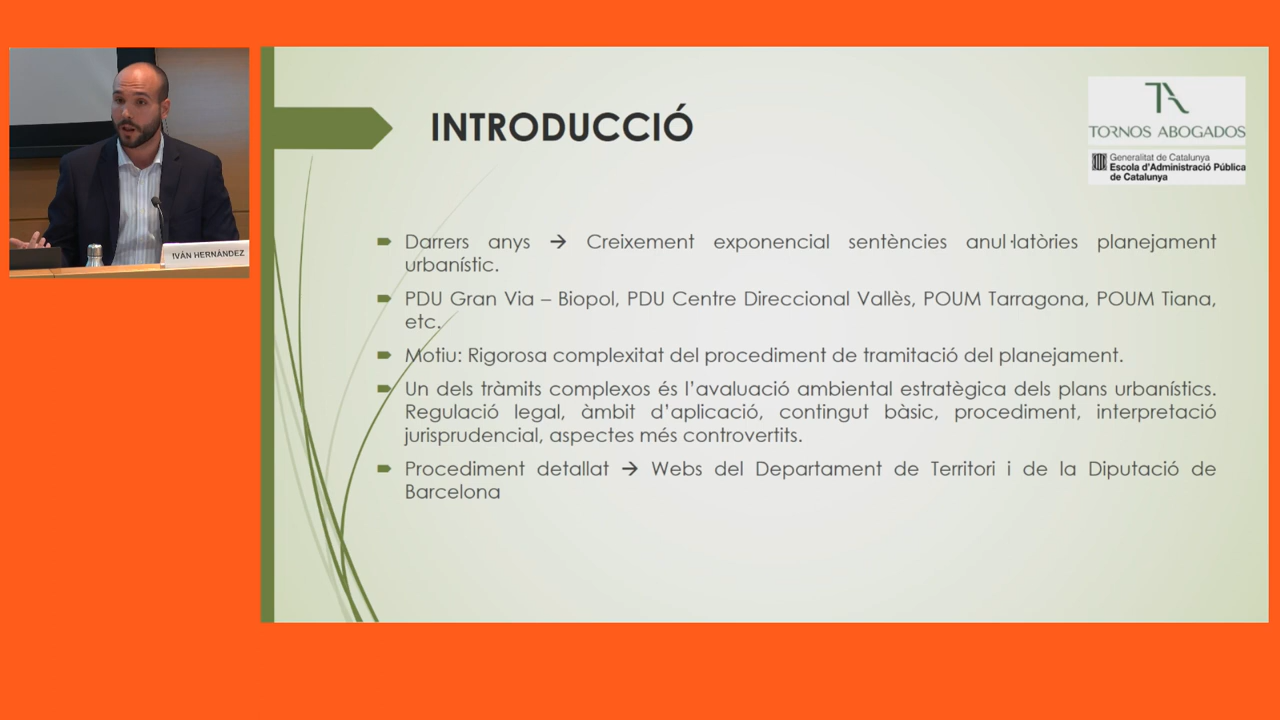 INTRODUCCIÓ
TORNOS ABOGADOS
Generalitat de Catalunya
Escola d'Administració Pública
de Catalunya
IVÁN HERNÁNDEZ
Darrers anys → Creixement exponencial sentències anul·latòries planejament
urbanístic.
PDU Gran Via – Biopol, PDU Centre Direccional Vallès, POUM Tarragona, POUM Tiana,
etc.
Motiu: Rigorosa complexitat del procediment de tramitació del planejament.
Un dels tràmits complexos és l'avaluació ambiental estratègica dels plans urbanístics.
Regulació legal, àmbit d'aplicació, contingut bàsic, procediment, interpretació
jurisprudencial, aspectes més controvertits.
Procediment detallat → Webs del Departament de Territori i de la Diputació de
Barcelona